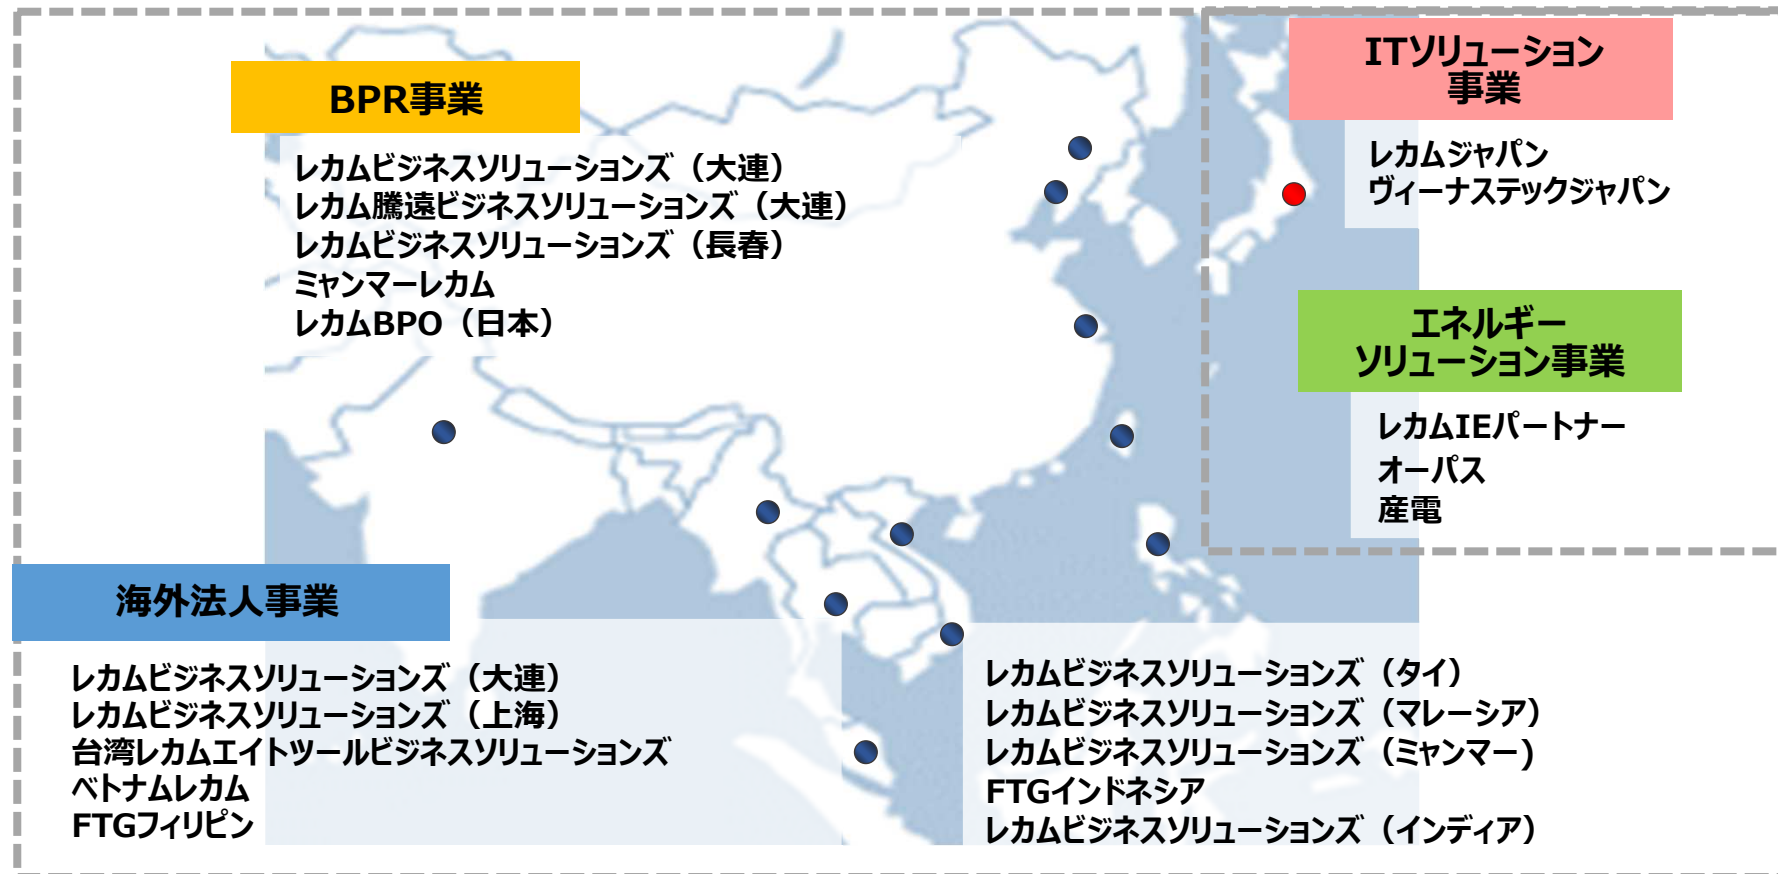 BPR事業
レカムビジネスソリューションズ（大連）
レカム騰遠ビジネスソリューションズ（大連）
レカムビジネスソリューションズ（長春）
ミャンマーレカム
レカムBPO（日本）
ITソリューション
事業
レカムジャパン
ヴィーナステックジャパン
エネルギー
ソリューション事業
レカムIEパートナー
オーパス
産電
海外法人事業
レカムビジネスソリューションズ（大連）
レカムビジネスソリューションズ（上海）
台湾レカムエイトツールビジネスソリューションズ
ベトナムレカム
FTGフィリピン
レカムビジネスソリューションズ（タイ）
レカムビジネスソリューションズ（マレーシア）
レカムビジネスソリューションズ（ミャンマー)
FTGインドネシア
レカムビジネスソリューションズ（インディア）